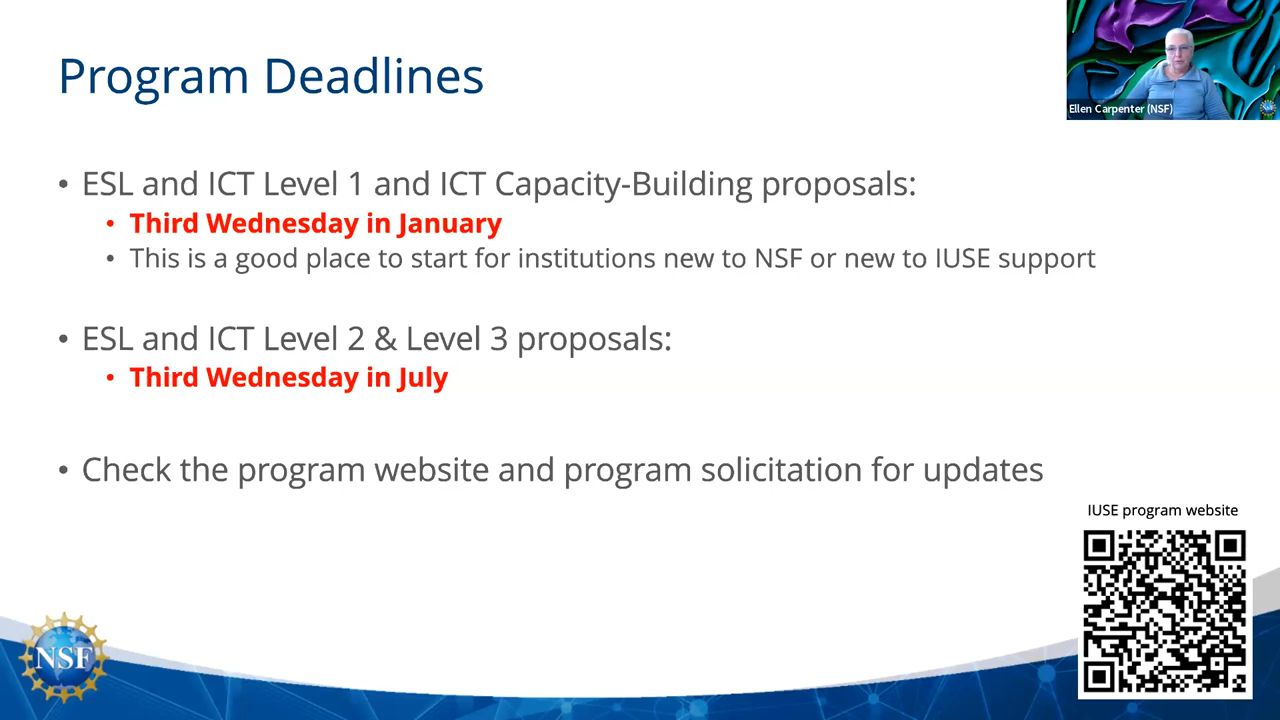 Program Deadlines
Ellen Carpenter (NSF)
• ESL and ICT Level 1 and ICT Capacity-Building proposals:
• Third Wednesday in January
• This is a good place to start for institutions new to NSF or new to IUSE support
• ESL and ICT Level 2 & Level 3 proposals:
• Third Wednesday in July
• Check the program website and program solicitation for updates
IUSE program website
NSF